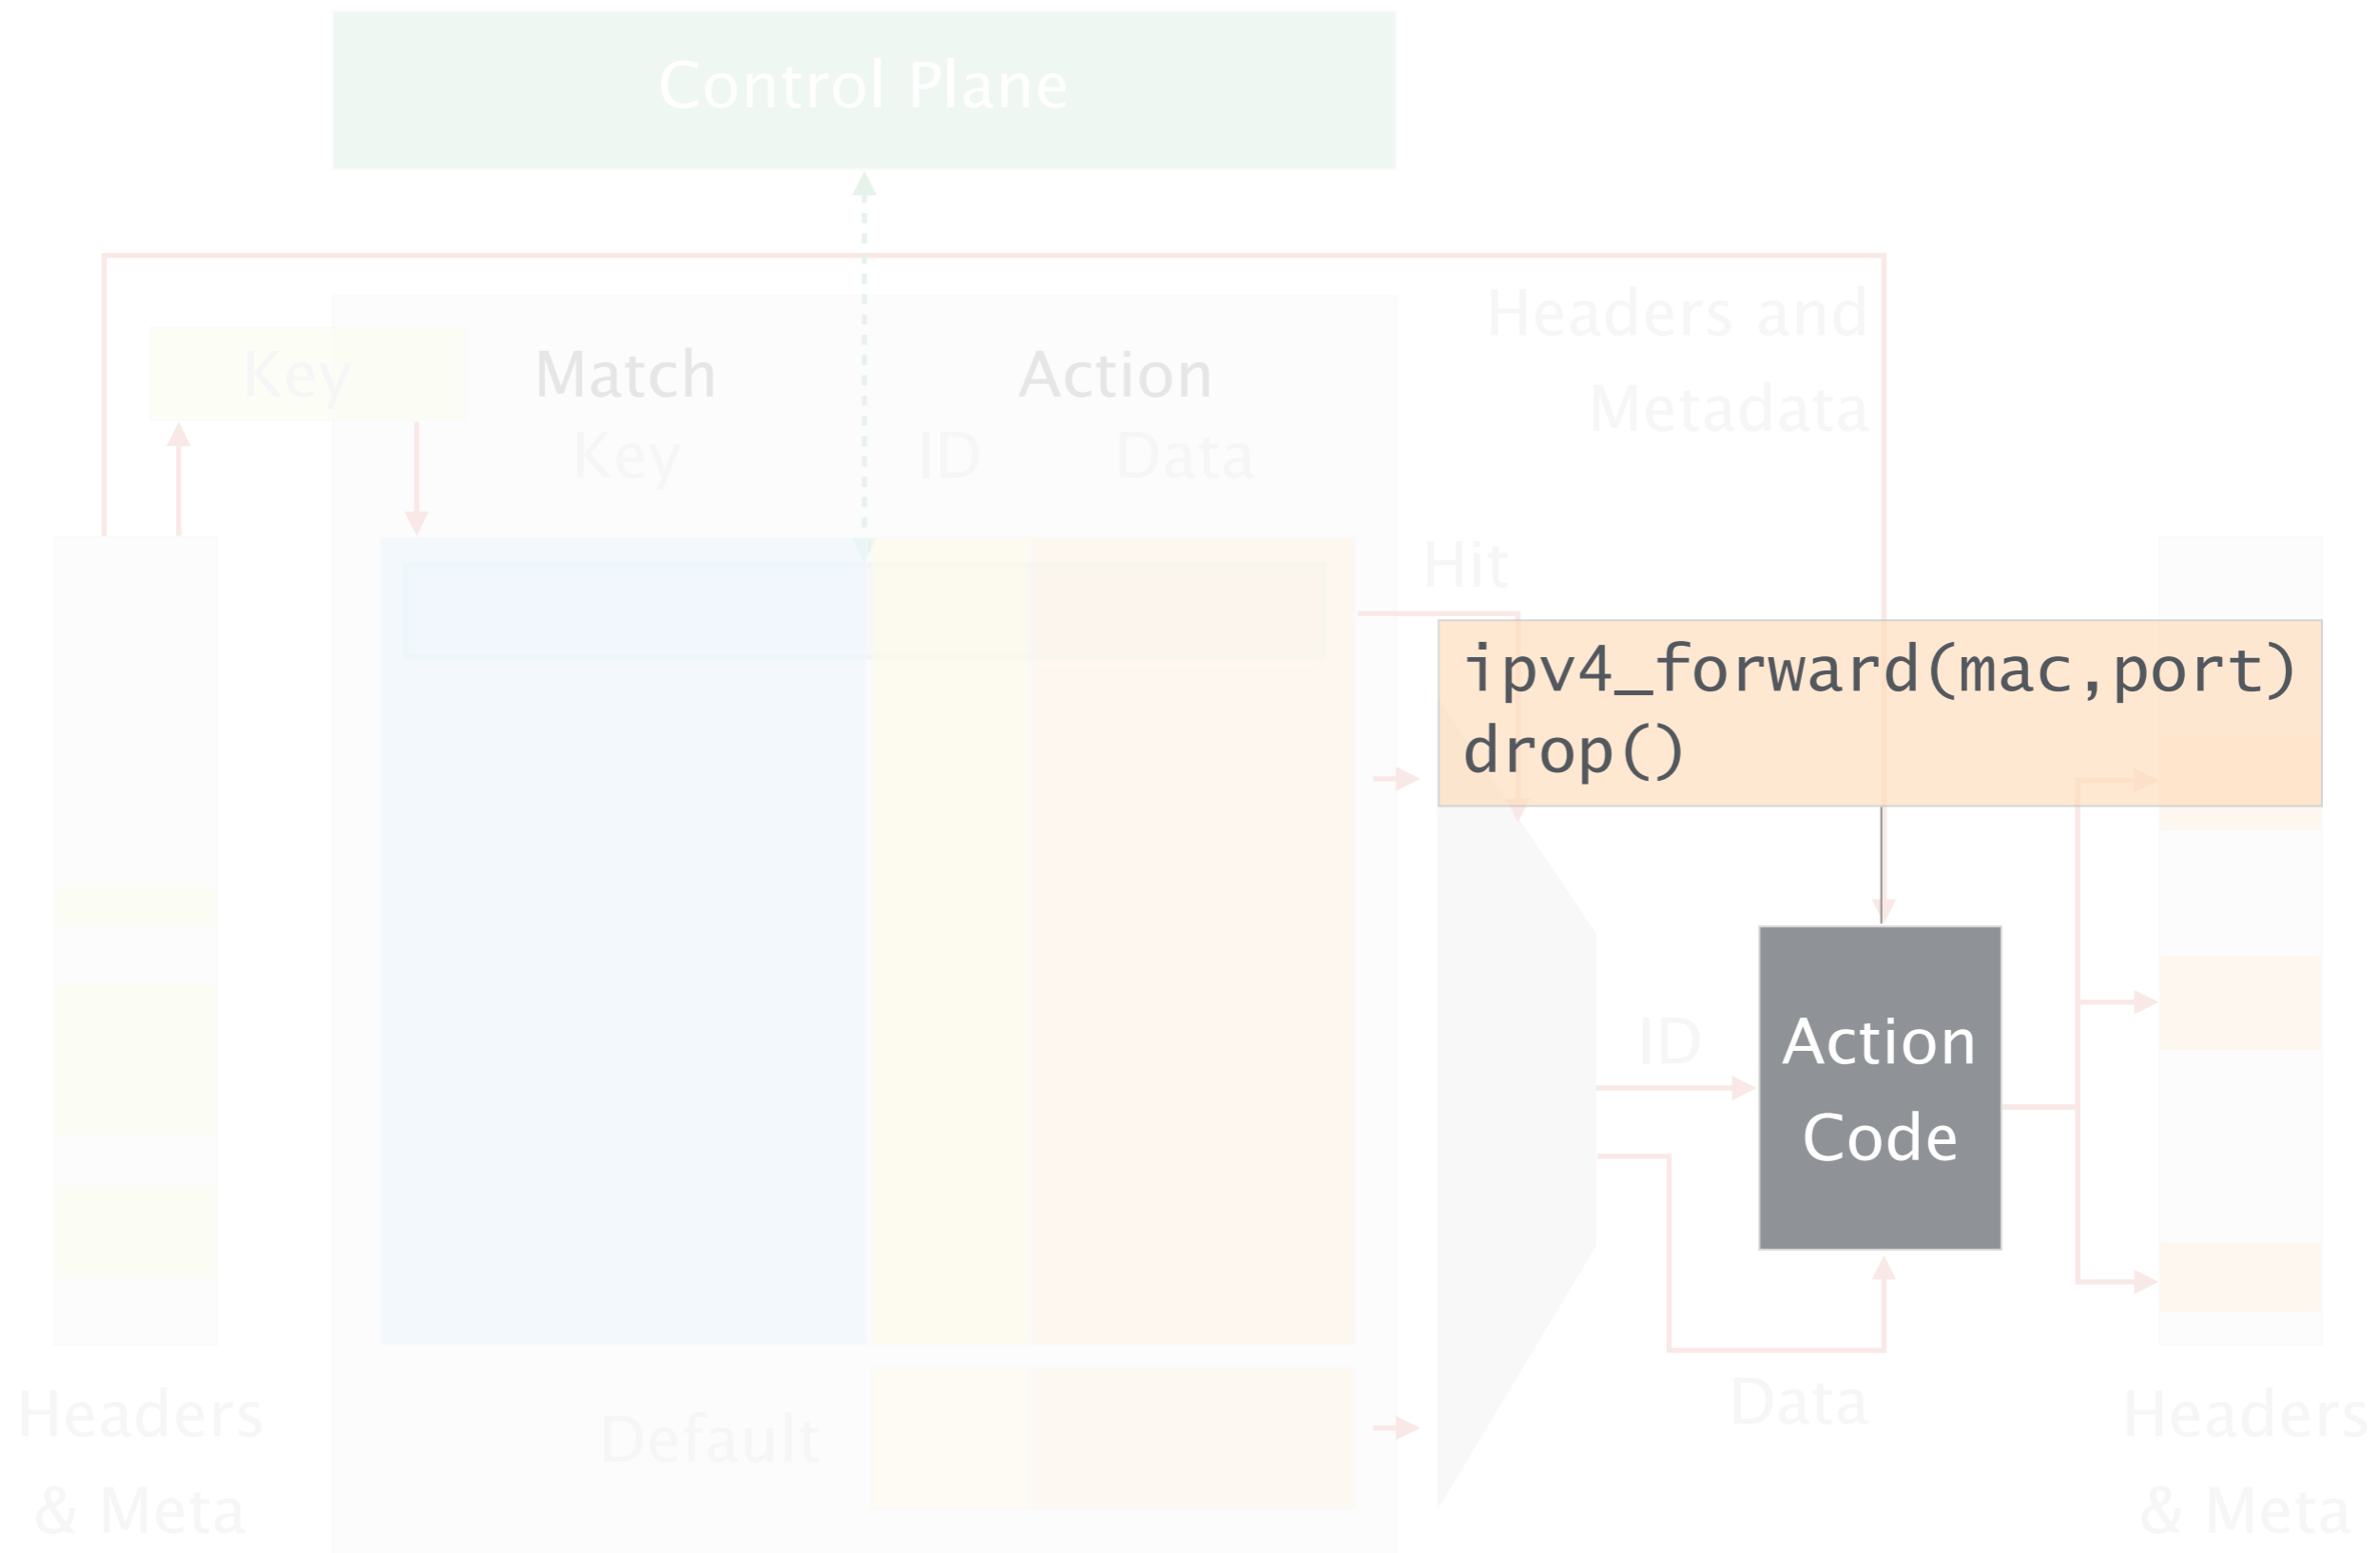 Control Plane
Headers and
Metadata
Key
Match
Action
Key
ID
Data
Hit
ipv4_forward(mac,port)
drop()
ID
Action
Code
Data
Default
Headers
& Meta
Headers
& Meta